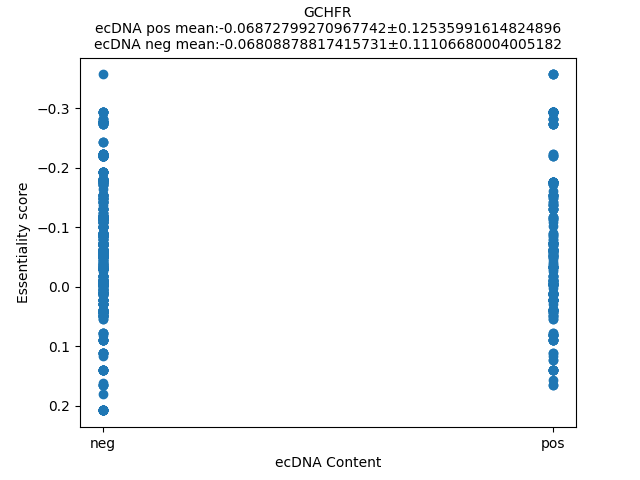 GCHFR
ecDNA pos mean:-0.06872799270967742±0.12535991614824896
ecDNA neg mean:-0.06808878817415731±0.11106680004005182
Essentiality score
−0.3
−0.2
−0.1
0.0
0.1
0.2
neg
pos
ecDNA Content